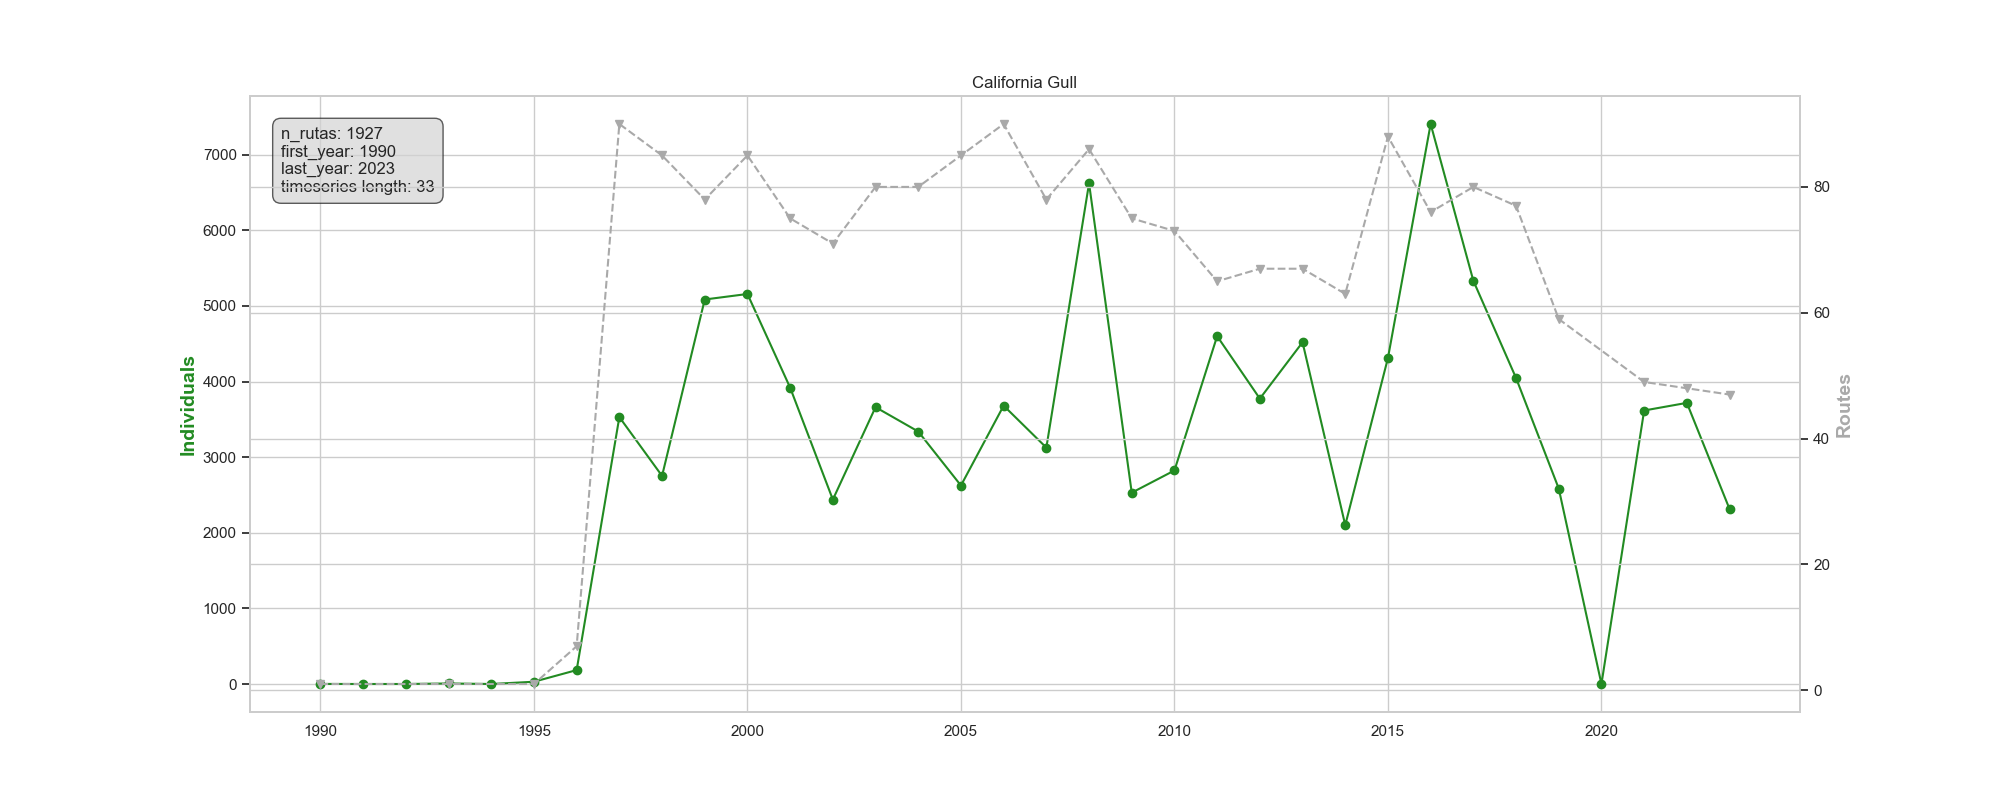 California Gull
n_rutas: 1927
first_year: 1990
last_year: 2023
timeseries length: 33
7000
6000
5000
4000
3000
2000
1000
0
Individuals
80
60
40
20
0
Routes
1990
1995
2000
2005
2010
2015
2020